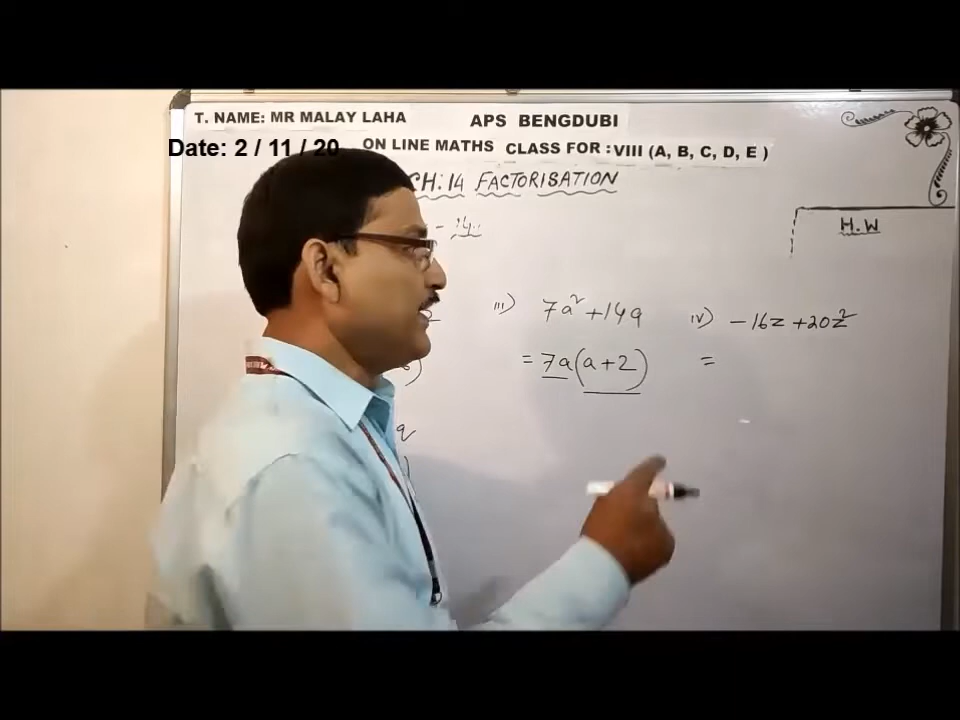 T. NAME: MR MALAY LAHA
APS BENGDUBI
Date: 2 / 11 / 20
ON LINE MATHS CLASS FOR : VIII (A, B, C, D, E )
CH: 14 FACTORISATION
H.W
iii) 7a² + 14a
= 7a(a+2)
iv) -16z + 20z²
=